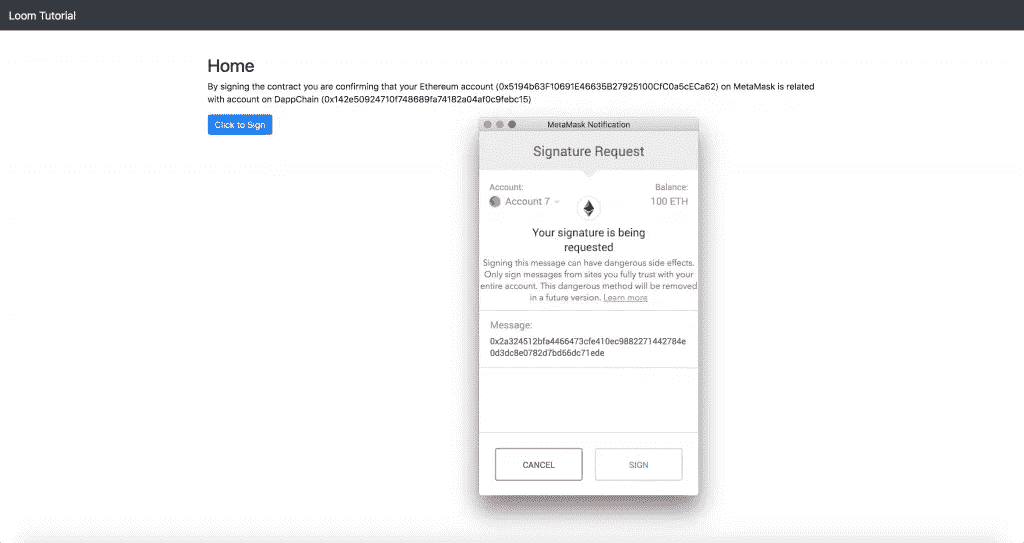 Loom Tutorial
Home
By signing the contract you are confirming that your Ethereum account (0x5194b63F10691E46635B27925100CfC0a5cECa62) on MetaMask is related
with account on DappChain (0x142e50924710f748689fa74182a04af0c9febc15)
Click to Sign
MetaMask Notification
Signature Request
Account:
Account 7
Balance:
100 ETH
Your signature is being
requested
Signing this message can have dangerous side effects.
Only sign messages from sites you fully trust with your
entire account. This dangerous method will be removed
in a future version. Learn more
Message:
0x2a324512bfa4466473cfe410ec9882271442784e
0d3dc8e0782d7bd66dc71ede
CANCEL
SIGN